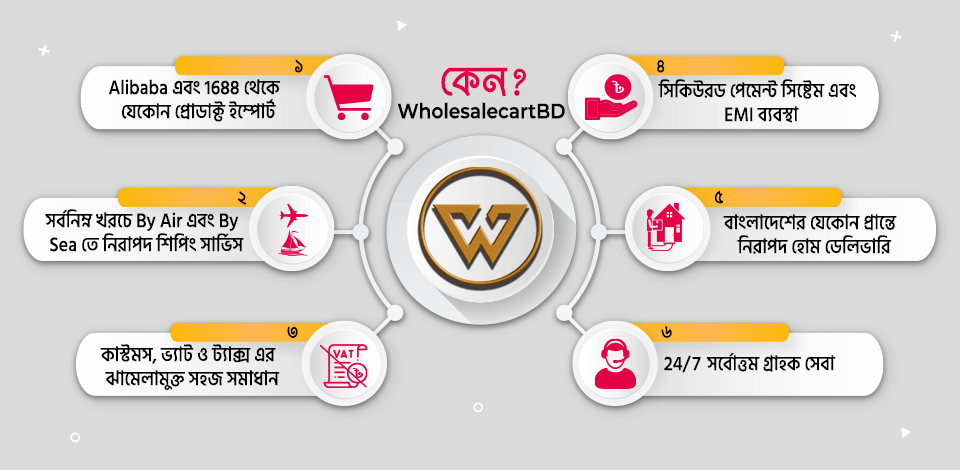 কেন?
WholesalecartBD
১
Alibaba এবং 1688 থেকে
যেকোন প্রোডাক্ট ইম্পোর্ট
২
সর্বনিম্ন খরচে By Air এবং By
Sea তে নিরাপদ শিপিং সার্ভিস
৩
কাস্টমস, ভ্যাট ও ট্যাক্স এর
ঝামেলামুক্ত সহজ সমাধান
VAT
৳
৪
সিকিউরড পেমেন্ট সিষ্টেম এবং
EMI ব্যবস্থা
৳
৫
বাংলাদেশের যেকোন প্রান্তে
নিরাপদ হোম ডেলিভারি
৬
24/7 সর্বোত্তম গ্রাহক সেবা
W